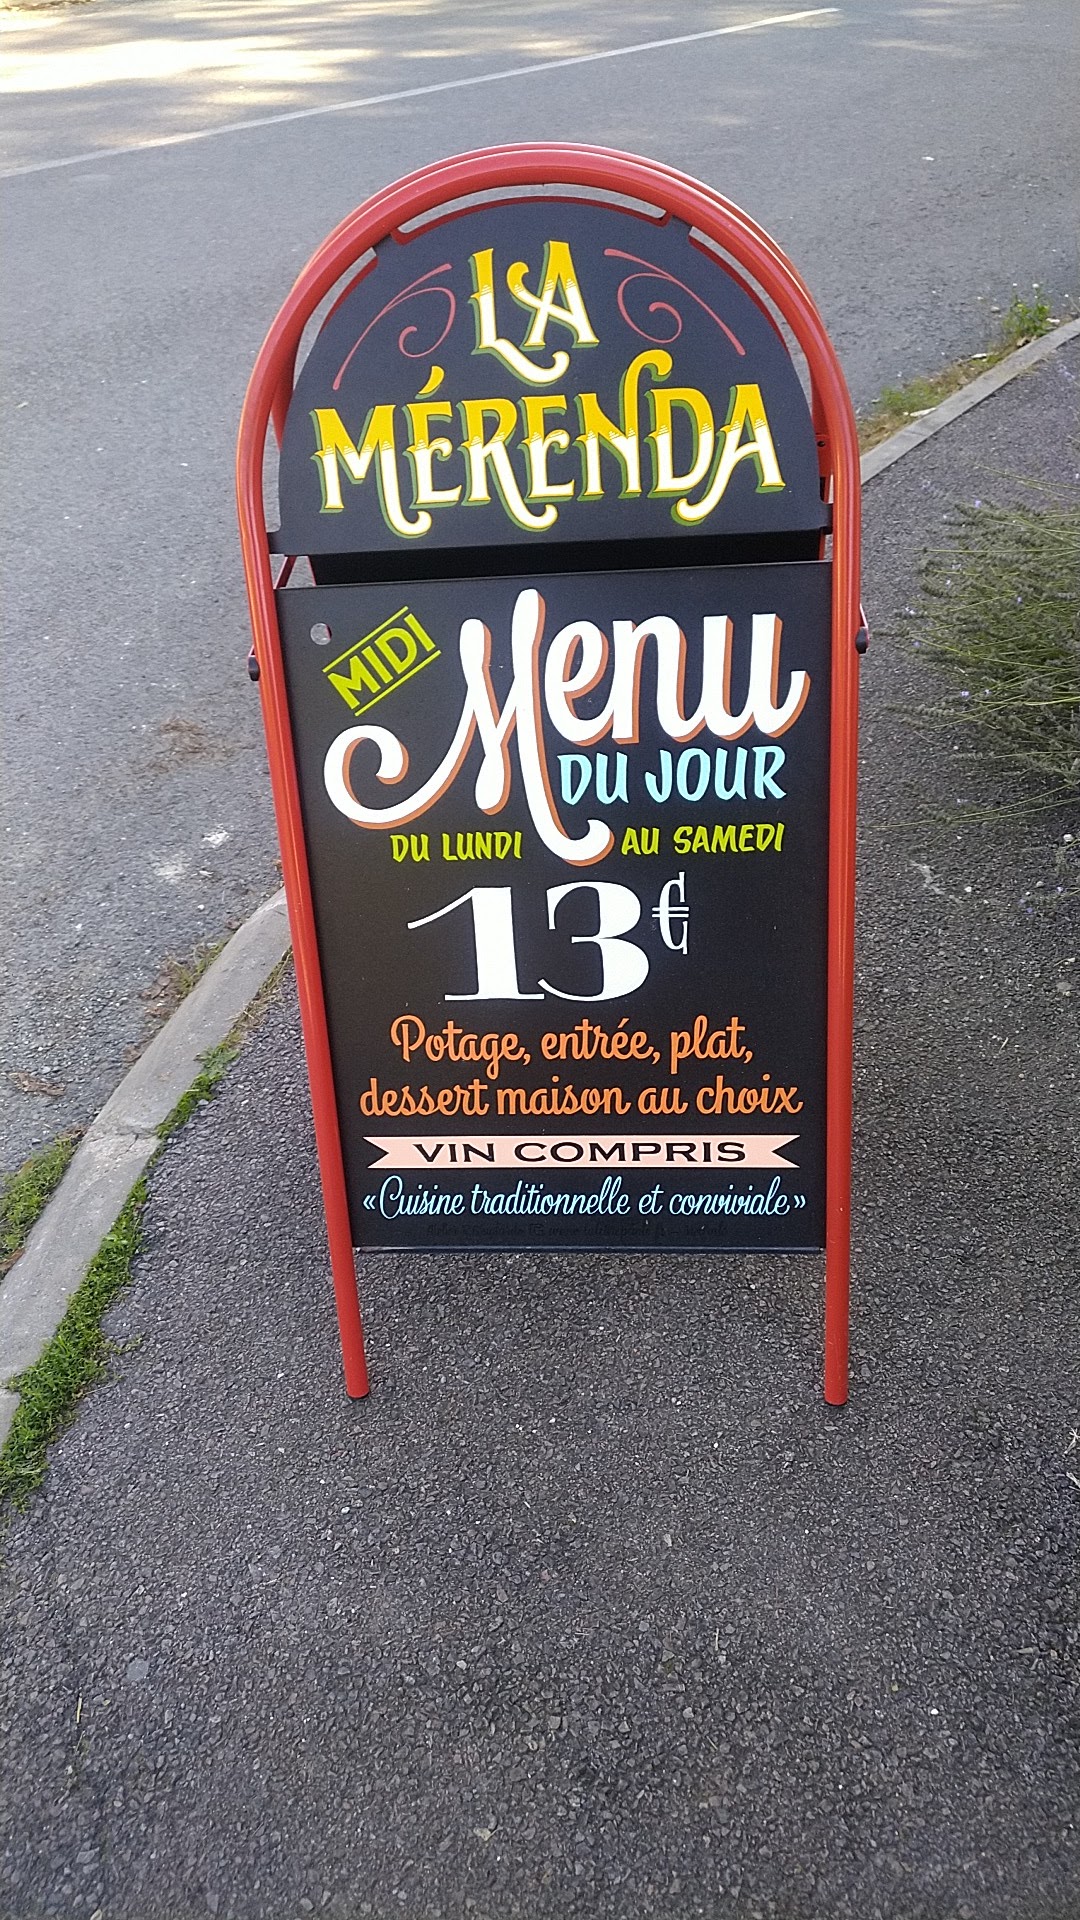 LA
MÉRENDA
MIDI
Menu
DU JOUR
DU LUNDI AU SAMEDI
13€
Potage, entrée, plat,
dessert maison au choix
VIN COMPRIS
«Cuisine traditionnelle et conviviale»